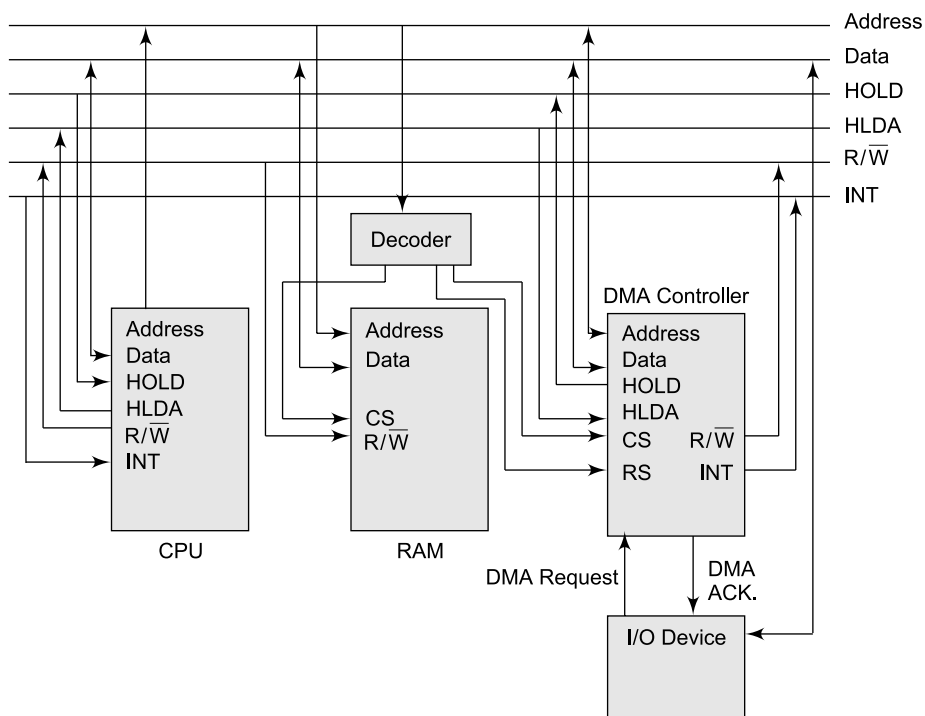 Address
Data
HOLD
HLDA
R/W̅
INT
Decoder
DMA Controller
Address
Data
HOLD
HLDA
R/W̅
INT
CPU
Address
Data
CS
R/W̅
RAM
Address
Data
HOLD
HLDA
CS R/W̅
RS INT
DMA Request
DMA
ACK.
I/O Device